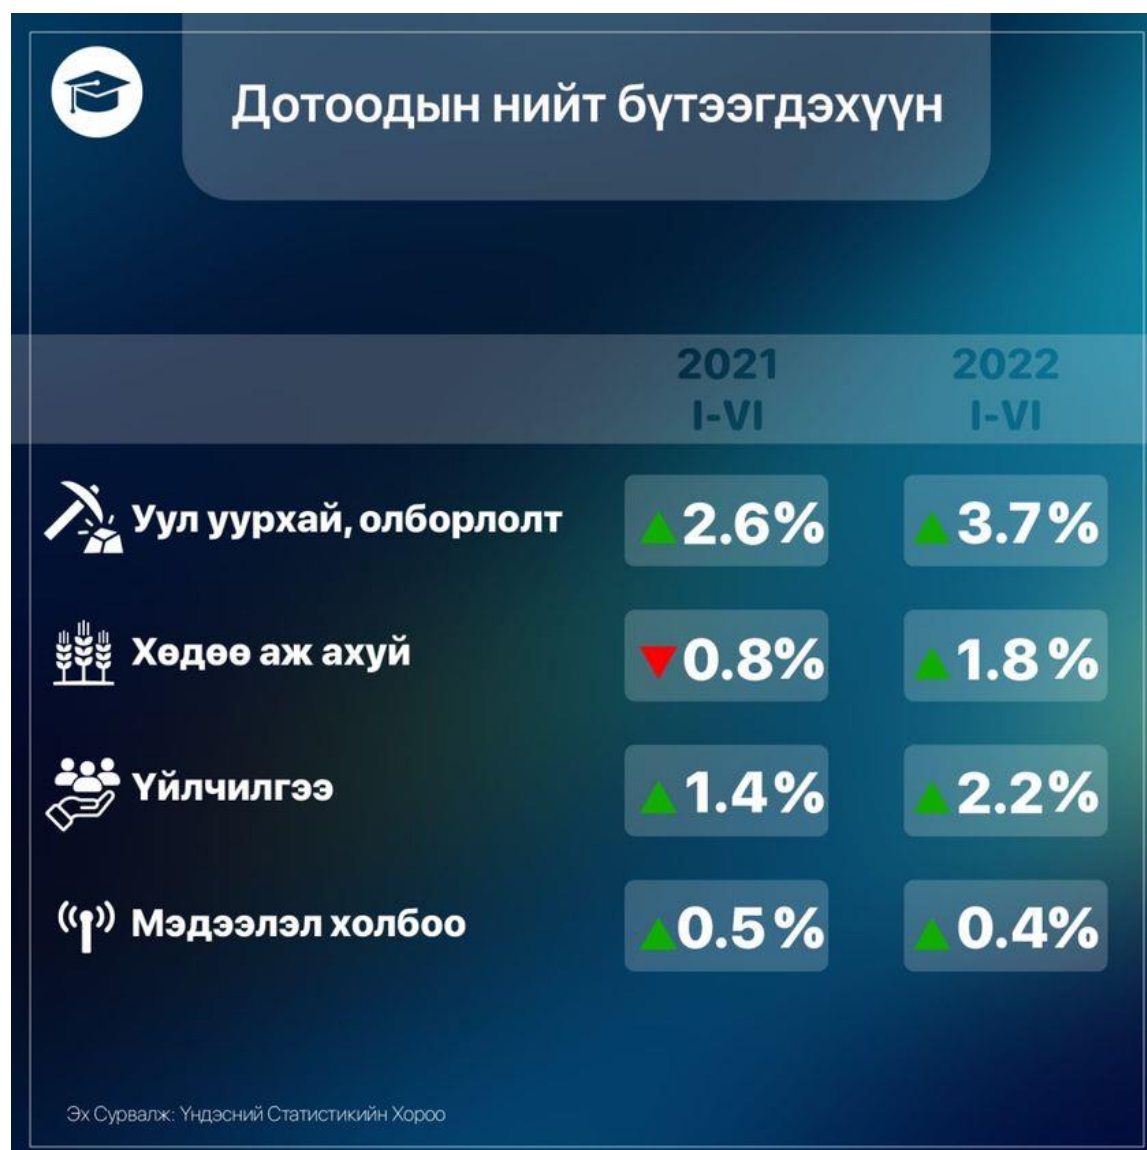 Дотоодын нийт бүтээгдэхүүн
2021 2022
I-VI I-VI
Уул уурхай, олборлолт ▲2.6% ▲3.7%
Хөдөө аж ахуй ▼0.8% ▲1.8%
Үйлчилгээ ▲1.4% ▲2.2%
Мэдээлэл холбоо ▲0.5% ▲0.4%
Эх Сурвалж: Үндэсний Статистикийн Хороо